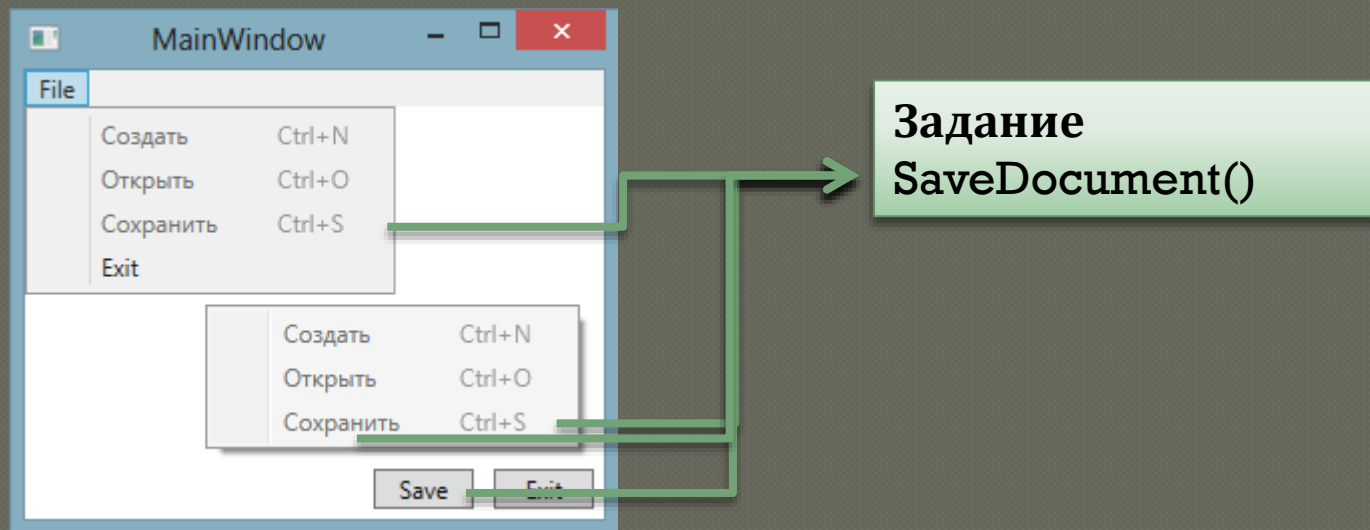 MainWindow
File
Создать Ctrl+N
Открыть Ctrl+O
Сохранить Ctrl+S
Exit
Создать Ctrl+N
Открыть Ctrl+O
Сохранить Ctrl+S
Save Exit
Задание
SaveDocument()